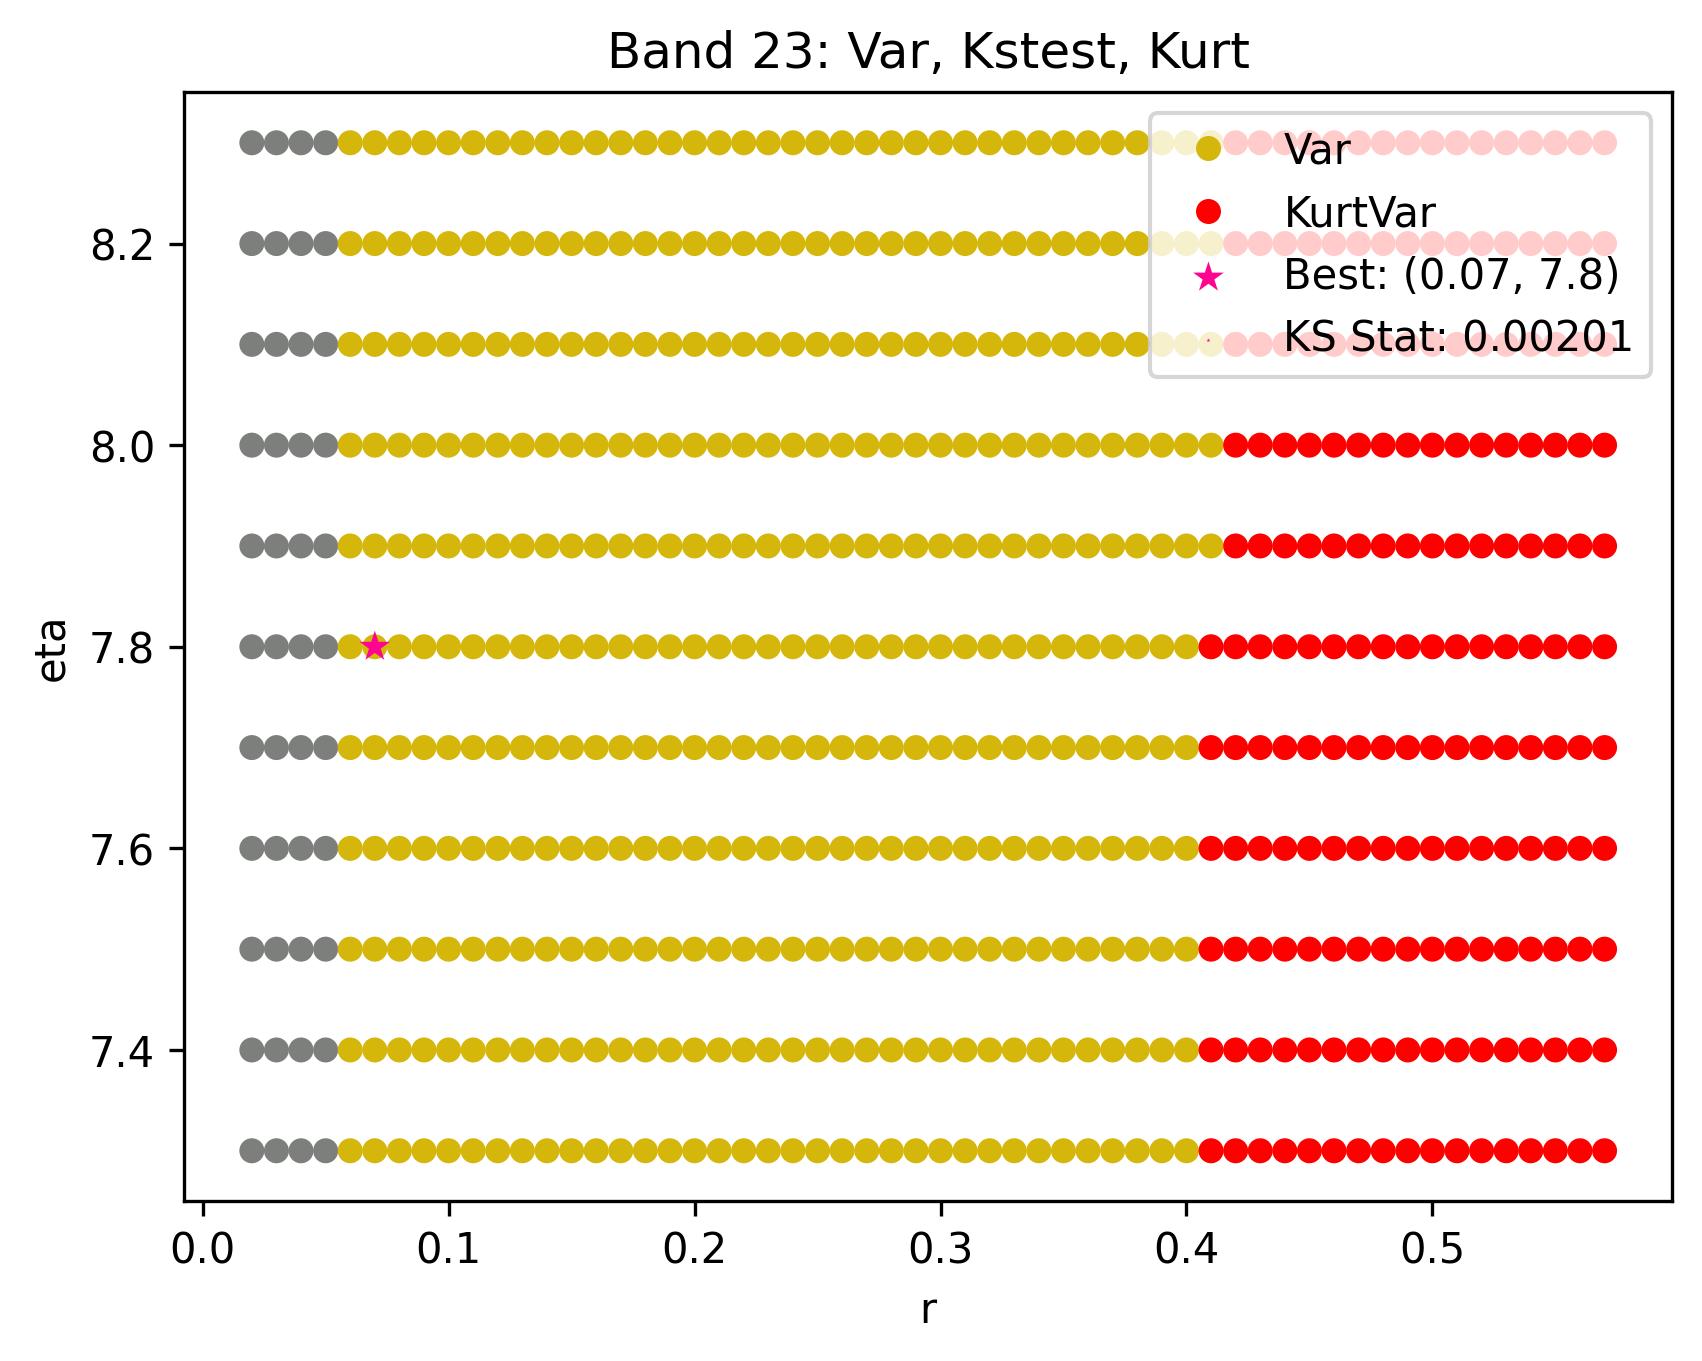 Band 23: Var, Kstest, Kurt
Var
KurtVar
Best: (0.07, 7.8)
KS Stat: 0.00201
8.2
8.0
7.8
7.6
7.4
eta
0.0 0.1 0.2 0.3 0.4 0.5
r